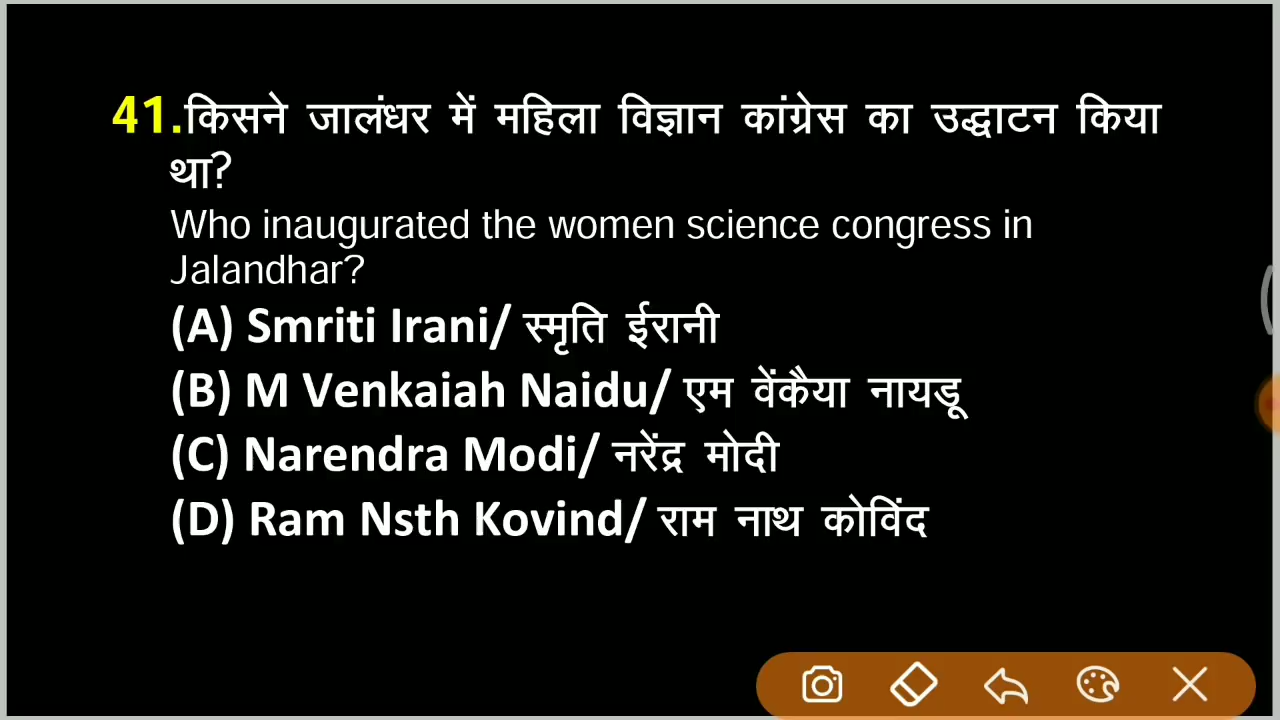 41.किसने जालंधर में महिला विज्ञान कांग्रेस का उद्घाटन किया
था?
Who inaugurated the women science congress in
Jalandhar?
(A) Smriti Irani/ स्मृति ईरानी
(B) M Venkaiah Naidu/ एम वेंकैया नायडू
(C) Narendra Modi/ नरेंद्र मोदी
(D) Ram Nsth Kovind/ राम नाथ कोविंद